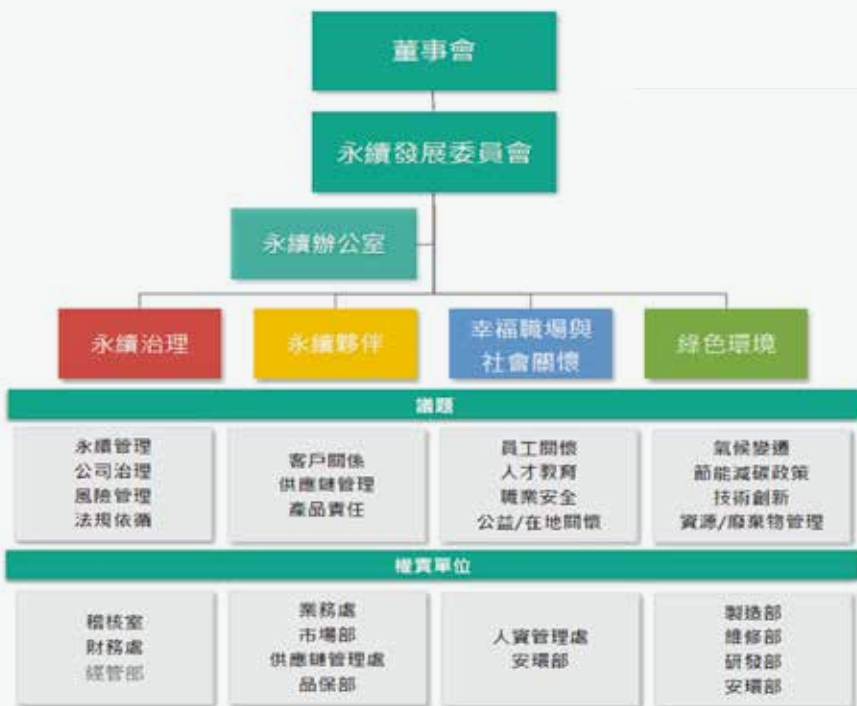 董事會
永續發展委員會
永續辦公室
永續治理
永續夥伴
幸福職場與
社會關懷
綠色環境
議題
永續管理
公司治理
風險管理
法規依循
客戶關係
供應鏈管理
產品責任
員工關懷
人才教育
職業安全
公益/在地關懷
氣候變遷
節能減碳政策
技術創新
資源/廢棄物管理
權責單位
稽核室
財務處
經管部
業務處
市場部
供應鏈管理處
品保部
人資管理處
安環部
製造部
維修部
研發部
安環部